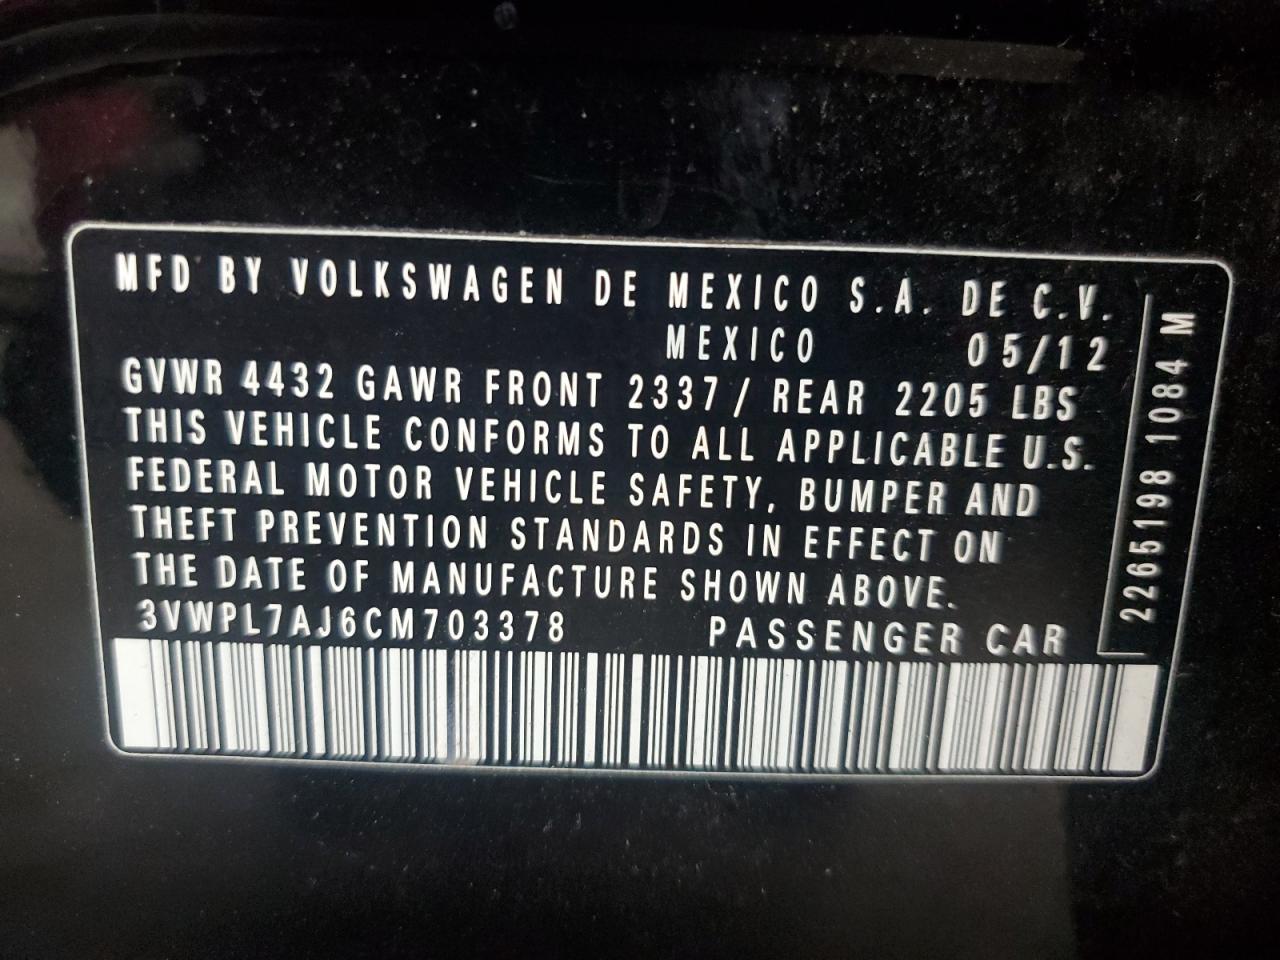 MFD BY VOLKSWAGEN DE MEXICO S.A. DE C.V.
MEXICO 05/12
GVWR 4432 GAWR FRONT 2337/ REAR 2205 LBS
THIS VEHICLE CONFORMS TO ALL APPLICABLE U.S.
FEDERAL MOTOR VEHICLE SAFETY, BUMPER AND
THEFT PREVENTION STANDARDS IN EFFECT ON
THE DATE OF MANUFACTURE SHOWN ABOVE.
3VWPL7AJ6CM703378 PASSENGER CAR
2265198 1084 M